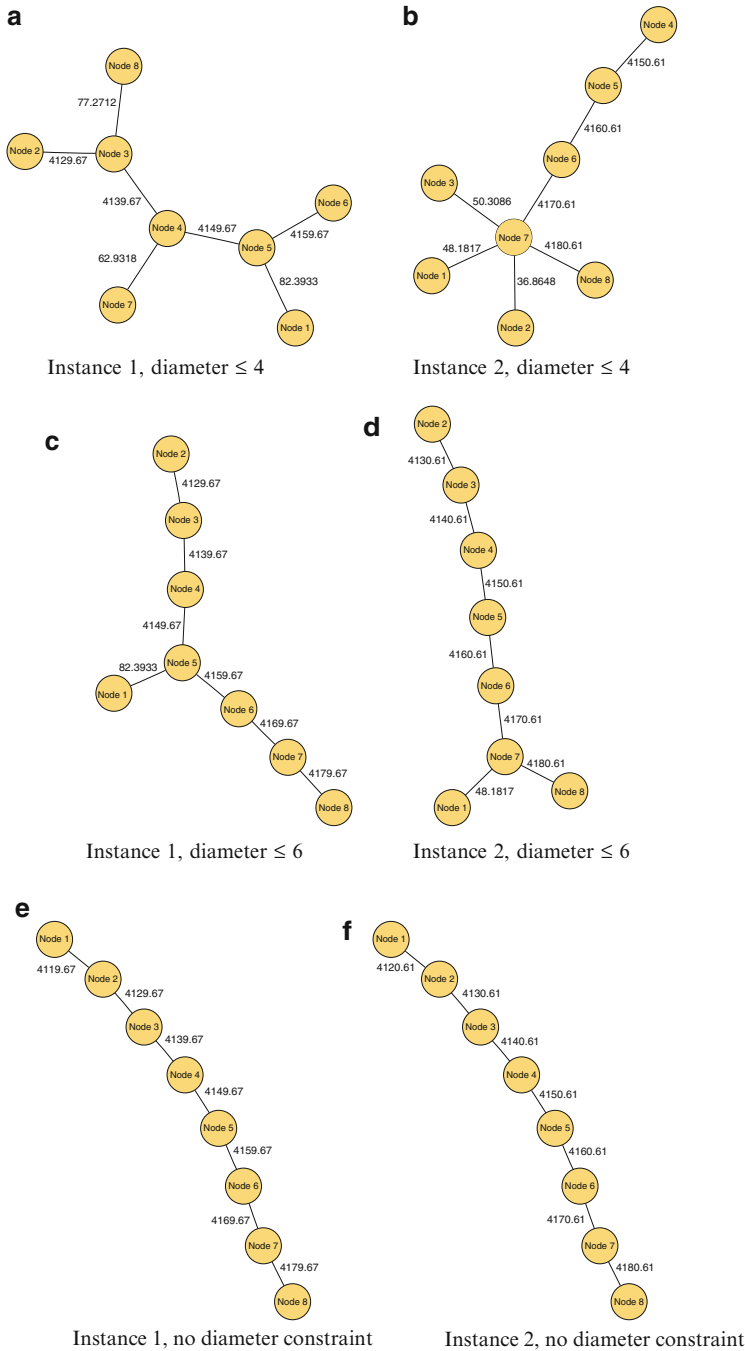 a
Node 8
77.2712
Node 2
4129.67
Node 3
4139.67
Node 6
Node 4
4149.67
4159.67
Node 5
62.9318
82.3933
Node 7
Node 1
Instance 1, diameter ≤ 4
b
Node 4
4150.61
Node 5
4160.61
Node 6
Node 3
50.3086
4170.61
Node 7
48.1817
4180.61
Node 1
36.8648
Node 8
Node 2
Instance 2, diameter ≤ 4
c
Node 2
4129.67
Node 3
4139.67
Node 4
4149.67
82.3933
Node 5
4159.67
Node 1
Node 6
4169.67
Node 7
4179.67
Node 8
Instance 1, diameter ≤ 6
d
Node 2
4130.61
Node 3
4140.61
Node 4
4150.61
Node 5
4160.61
Node 6
4170.61
Node 7
4180.61
48.1817
Node 8
Node 1
Instance 2, diameter ≤ 6
e
Node 1
4119.67
Node 2
4129.67
Node 3
4139.67
Node 4
4149.67
Node 5
4159.67
Node 6
4169.67
Node 7
4179.67
Node 8
Instance 1, no diameter constraint
f
Node 1
4120.61
Node 2
4130.61
Node 3
4140.61
Node 4
4150.61
Node 5
4160.61
Node 6
4170.61
Node 7
4180.61
Node 8
Instance 2, no diameter constraint